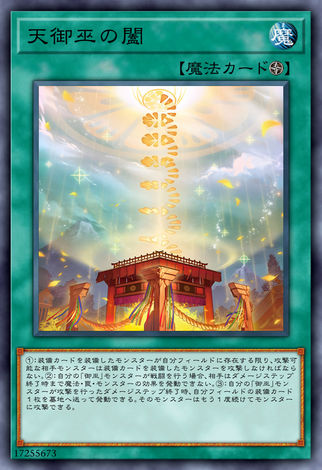 天御巫の闔
魔
【魔法カード】
①:装備カードを装備したモンスターが自分フィールドに存在する限り、攻撃可
能な相手モンスターは装備カードを装備したモンスターを攻撃しなければなら
ない。②:自分の「御巫」モンスターが戦闘を行う場合、相手はダメージステップ
終了時まで魔法・罠・モンスターの効果を発動できない。③:自分の「御巫」モン
スターが攻撃を行ったダメージステップ終了時、自分フィールドの装備カード
1枚を墓地へ送って発動できる。そのモンスターはもう1度続けてモンスター
に攻撃できる。
17255673